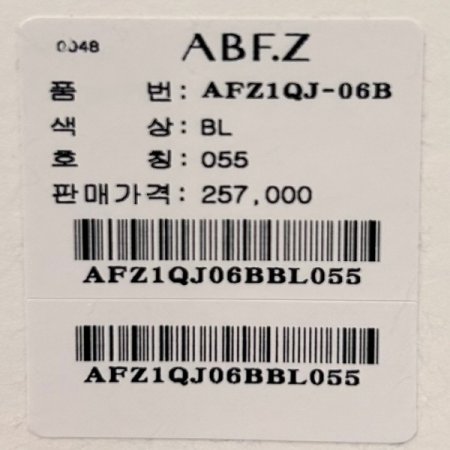 0048
ABF.Z
품 번 : AFZ1QJ-06B
색 상 : BL
호 칭 : 055
판매가격 : 257,000
AFZ1QJ06BBL055
AFZ1QJ06BBL055